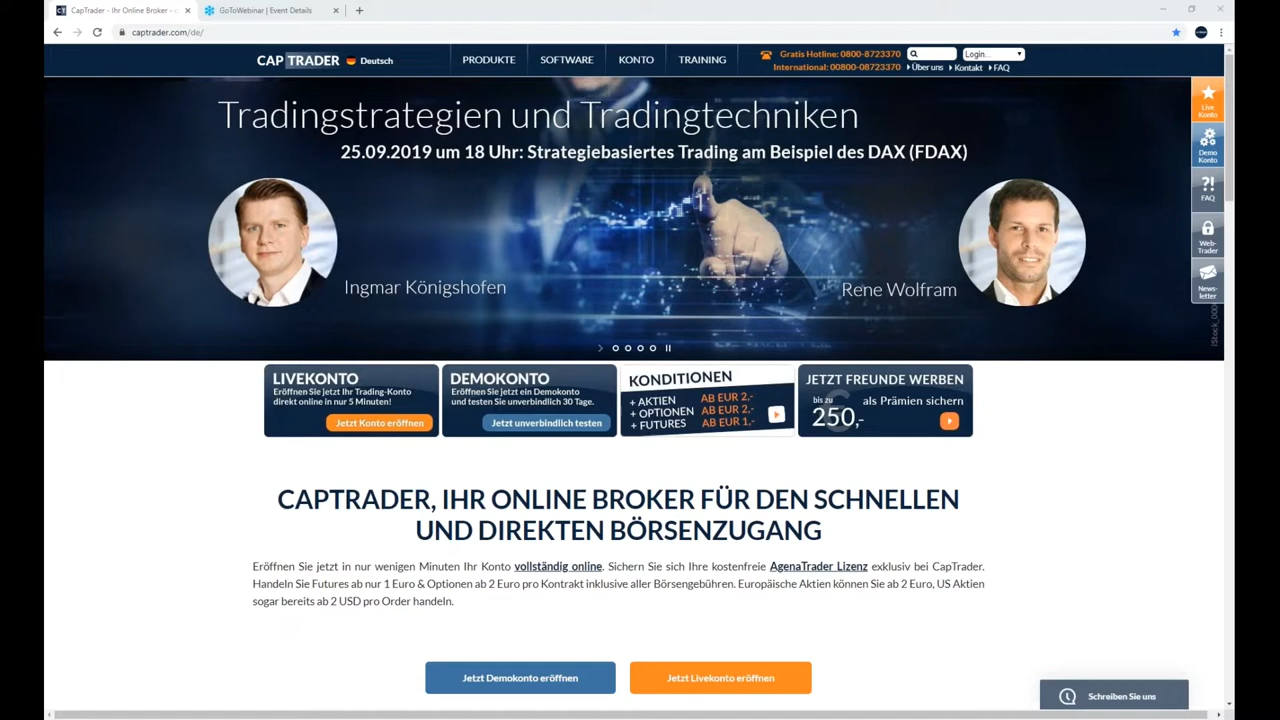 CapTrader - Ihr Online Broker -
GoToWebinar | Event Details
captrader.com/de/
CAP TRADER Deutsch
PRODUKTE SOFTWARE KONTO TRAINING
Gratis Hotline: 0800-8723370
International: 00800-08723370
Login...
Über uns Kontakt FAQ
Tradingstrategien und Tradingtechniken
25.09.2019 um 18 Uhr: Strategiebasiertes Trading am Beispiel des DAX (FDAX)
Ingmar Königshofen
Rene Wolfram
Live
Konto
Demo
Konto
?!
FAQ
Web-
Trader
News-
letter
LIVEKONTO
Eröffnen Sie jetzt Ihr Trading-Konto
direkt online in nur 5 Minuten!
Jetzt Konto eröffnen
DEMOKONTO
Eröffnen Sie jetzt ein Demokonto
und testen Sie unverbindlich 30 Tage.
Jetzt unverbindlich testen
KONDITIONEN
+ AKTIEN AB EUR 2,-
+ OPTIONEN AB EUR 2,-
+ FUTURES AB EUR 1,-
JETZT FREUNDE WERBEN
bis zu
250,-
als Prämien sichern
CAPTRADER, IHR ONLINE BROKER FÜR DEN SCHNELLEN
UND DIREKTEN BÖRSENZUGANG
Eröffnen Sie jetzt in nur wenigen Minuten Ihr Konto vollständig online. Sichern Sie sich Ihre kostenfreie AgenaTrader Lizenz exklusiv bei CapTrader.
Handeln Sie Futures ab nur 1 Euro & Optionen ab 2 Euro pro Kontrakt inklusive aller Börsengebühren. Europäische Aktien können Sie ab 2 Euro, US Aktien
sogar bereits ab 2 USD pro Order handeln.
Jetzt Demokonto eröffnen
Jetzt Livekonto eröffnen
Schreiben Sie uns